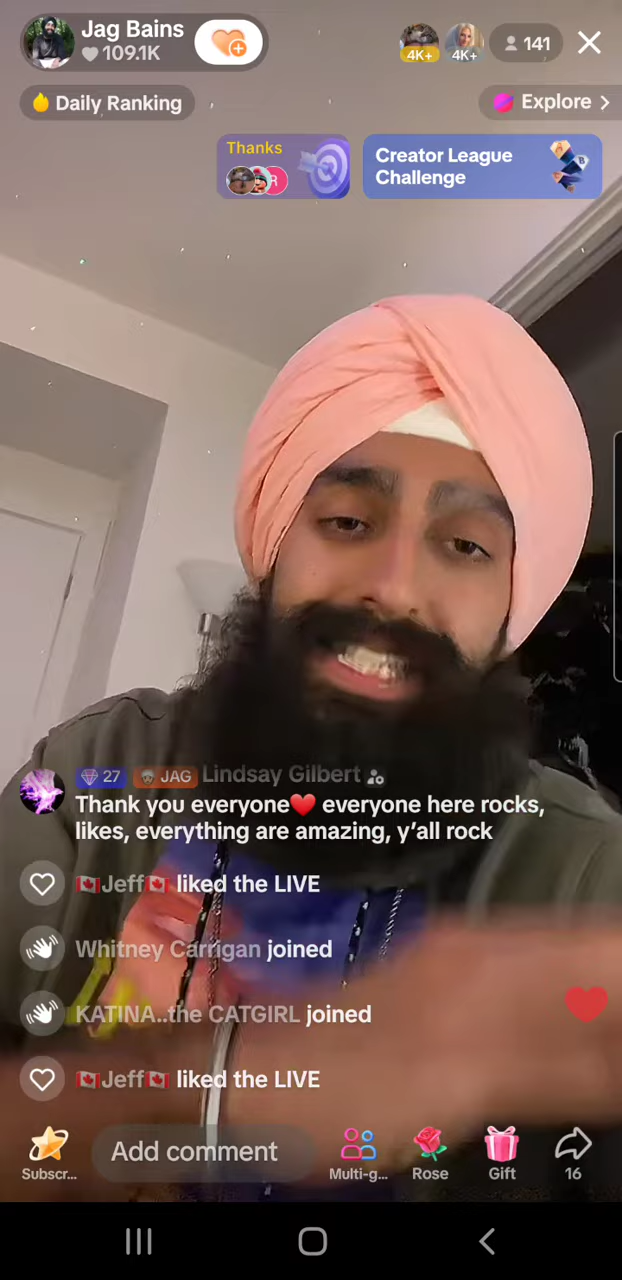 Jag Bains
109.1K
4K+
4K+
141
Daily Ranking
Explore >
Thanks
R
Creator League
Challenge
B
27 JAG Lindsay Gilbert
Thank you everyone❤️ everyone here rocks,
likes, everything are amazing, y'all rock
🇨🇦Jeff🇨🇦 liked the LIVE
Whitney Carrigan joined
KATINA..the CATGIRL joined
🇨🇦Jeff🇨🇦 liked the LIVE
Add comment
Subscr...
Multi-g...
Rose
Gift
16